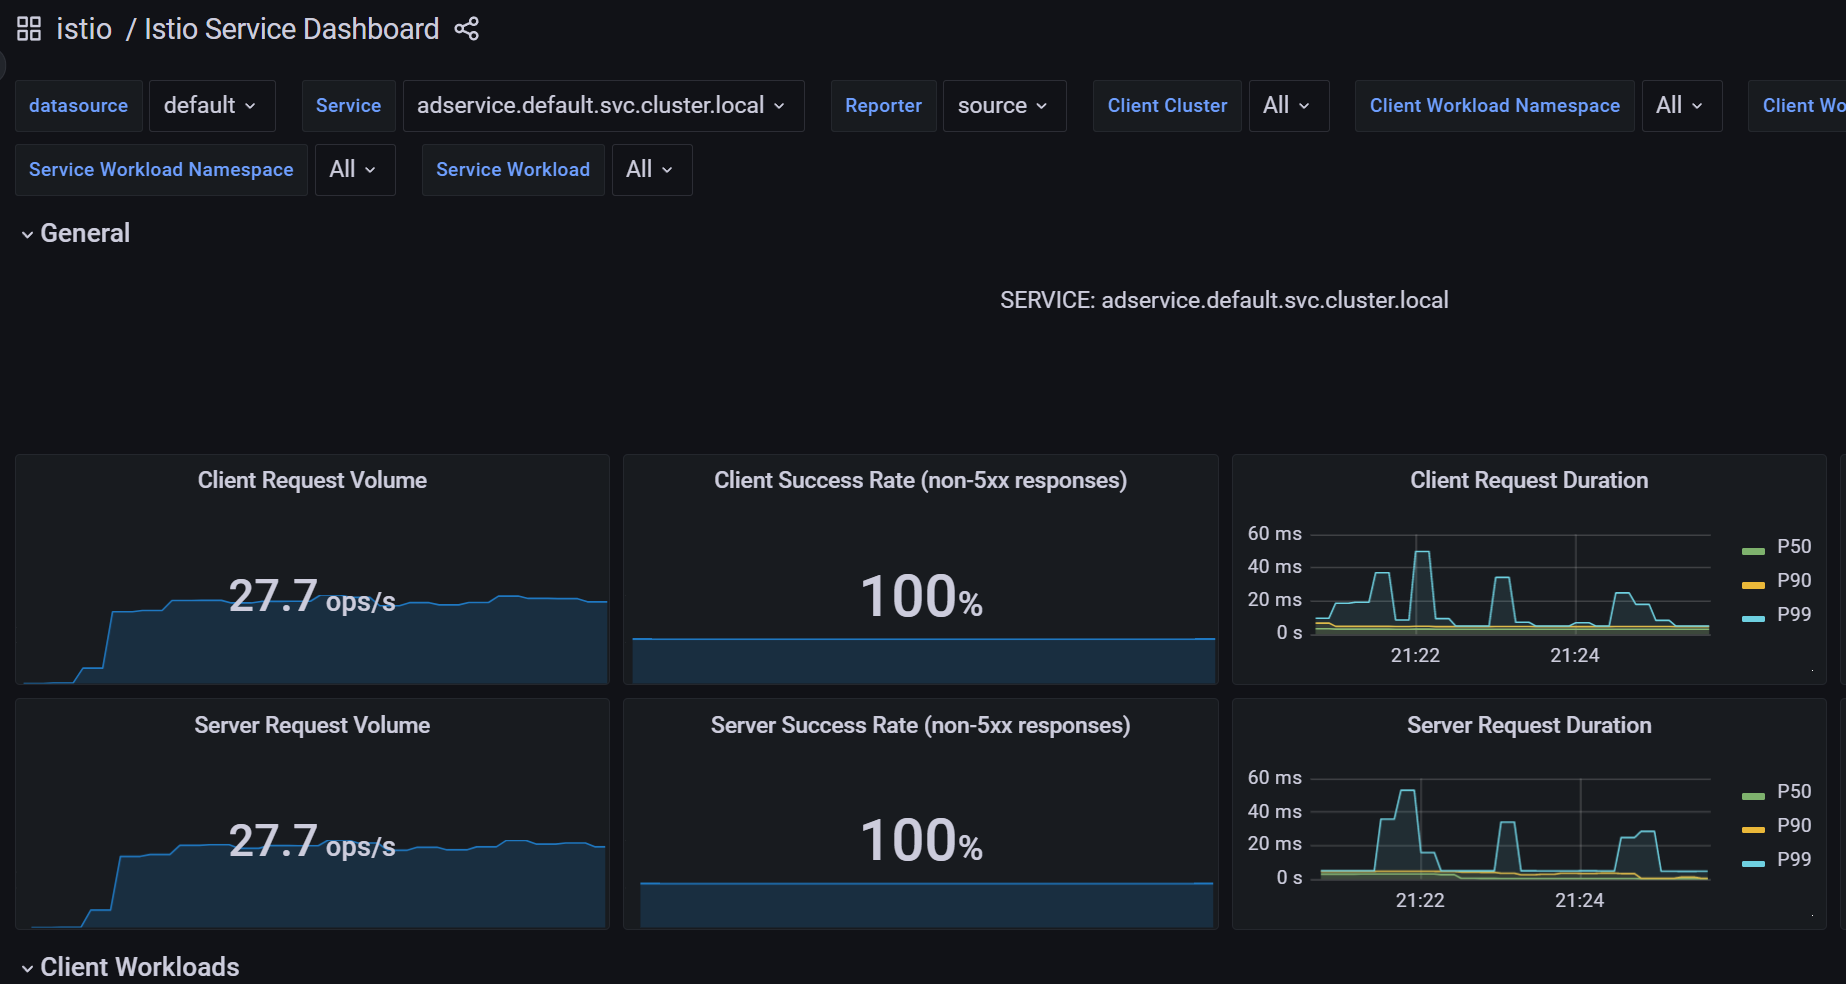 istio / Istio Service Dashboard
datasource default Service adservice.default.svc.cluster.local Reporter source Client Cluster All Client Workload Namespace All Client Wo
Service Workload Namespace All Service Workload All
General
SERVICE: adservice.default.svc.cluster.local
Client Request Volume
27.7 ops/s
Client Success Rate (non-5xx responses)
100%
Client Request Duration
60 ms
40 ms
20 ms
0 s
21:22 21:24
P50
P90
P99
Server Request Volume
27.7 ops/s
Server Success Rate (non-5xx responses)
100%
Server Request Duration
60 ms
40 ms
20 ms
0 s
21:22 21:24
P50
P90
P99
Client Workloads